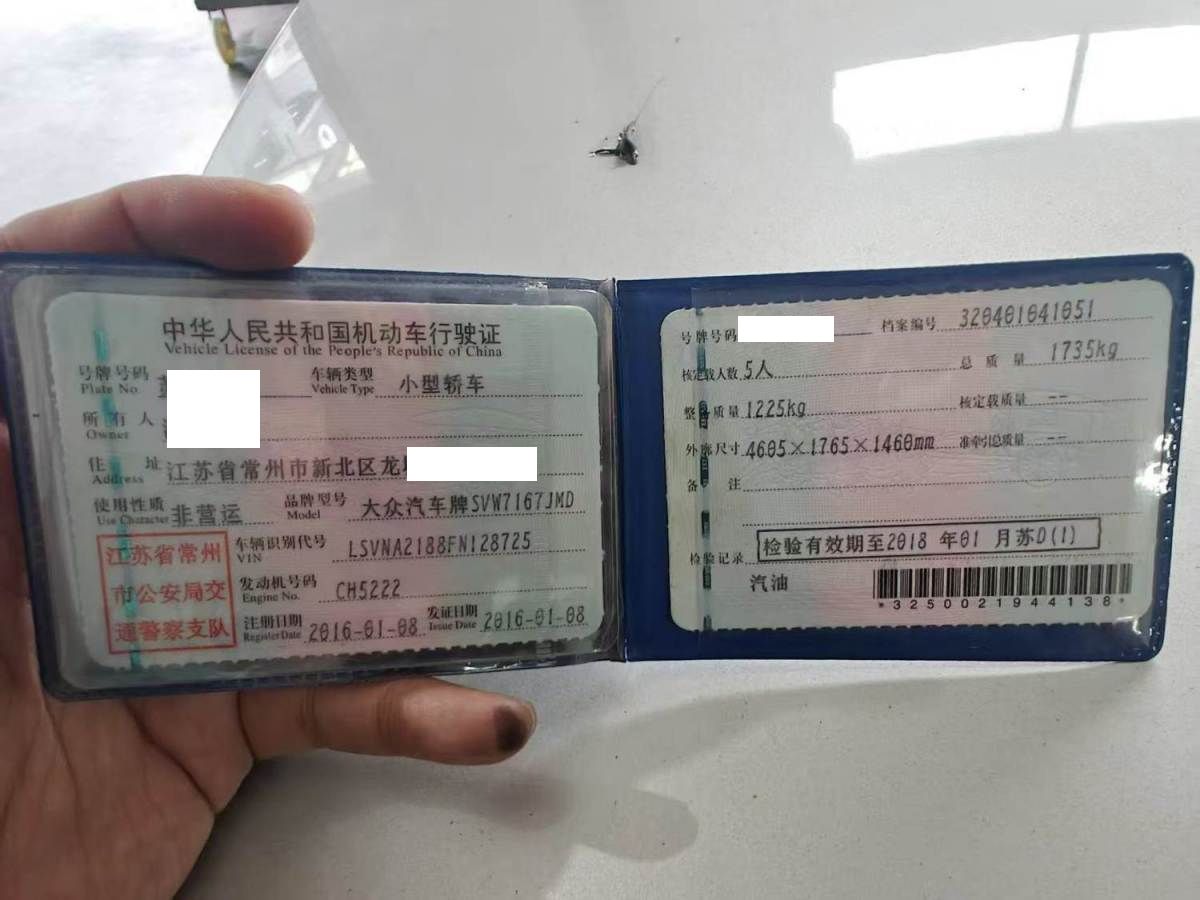 中华人民共和国机动车行驶证
Vehicle License of the People's Republic of China
号牌号码
Plate No.
车辆类型 小型轿车
Vehicle Type
所有人
Owner
住址 江苏省常州市新北区龙
Address
使用性质 非营运
Use Character
品牌型号 大众汽车牌SVW7167JMD
Model
江苏省常州
市公安局交
通警察支队
车辆识别代号 LSVNA2188FN128725
VIN
发动机号码 CH5222
Engine No.
注册日期 2016-01-08
Register Date
发证日期 2016-01-08
Issue Date
号牌号码
档案编号 320401041051
核定载人数 5人
总质量 1735kg
整备质量 1225kg
核定载质量 --
外廓尺寸 4605×1765×1460mm
准牵引总质量 --
备注
检验记录 检验有效期至2018年01月苏D(1)
汽油
*3250021944138*